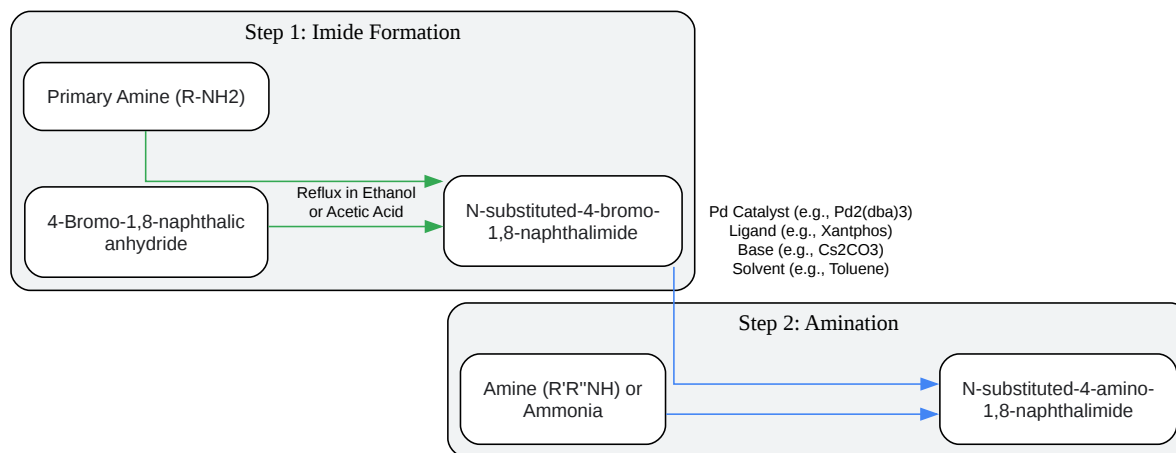 Step 1: Imide Formation
Primary Amine (R-NH2)
4-Bromo-1,8-naphthalic
anhydride
Reflux in Ethanol
or Acetic Acid
N-substituted-4-bromo-
1,8-naphthalimide
Pd Catalyst (e.g., Pd2(dba)3)
Ligand (e.g., Xantphos)
Base (e.g., Cs2CO3)
Solvent (e.g., Toluene)
Step 2: Amination
Amine (R'R''NH) or
Ammonia
N-substituted-4-amino-
1,8-naphthalimide